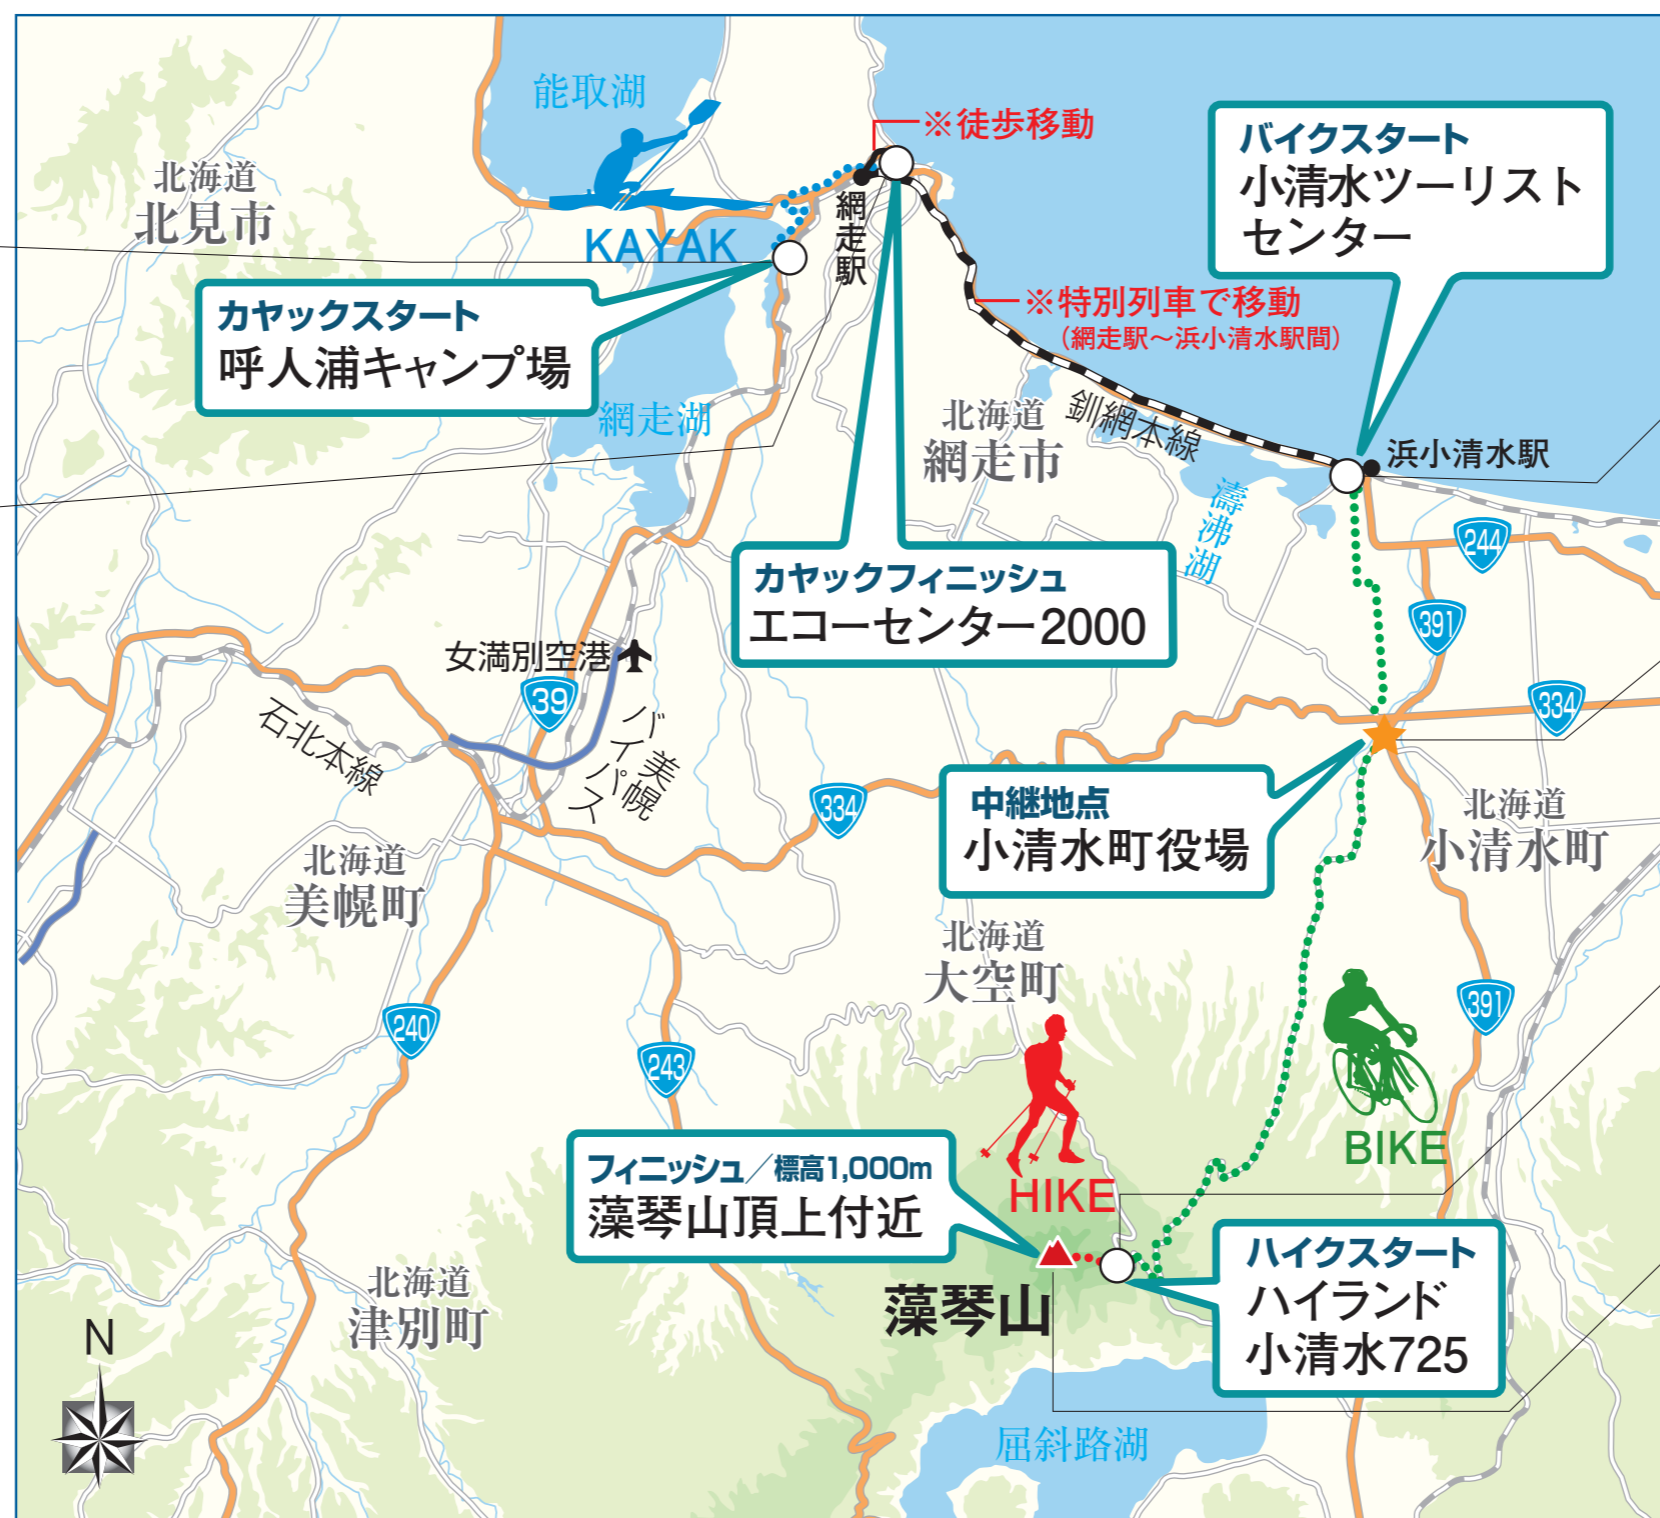 能取湖
※徒歩移動
バイクスタート
小清水ツーリスト
センター
北海道
北見市
KAYAK
網走駅
カヤックスタート
呼人浦キャンプ場
※特別列車で移動
(網走駅〜浜小清水駅間)
網走湖
北海道
網走市
釧網本線
浜小清水駅
濤沸湖
244
カヤックフィニッシュ
エコーセンター2000
391
女満別空港
39
334
石北本線
美幌
バイパス
334
中継地点
小清水町役場
北海道
小清水町
北海道
美幌町
北海道
大空町
391
240
243
BIKE
フィニッシュ/標高1,000m
藻琴山頂上付近
HIKE
ハイクスタート
ハイランド
小清水725
藻琴山
北海道
津別町
N
屈斜路湖